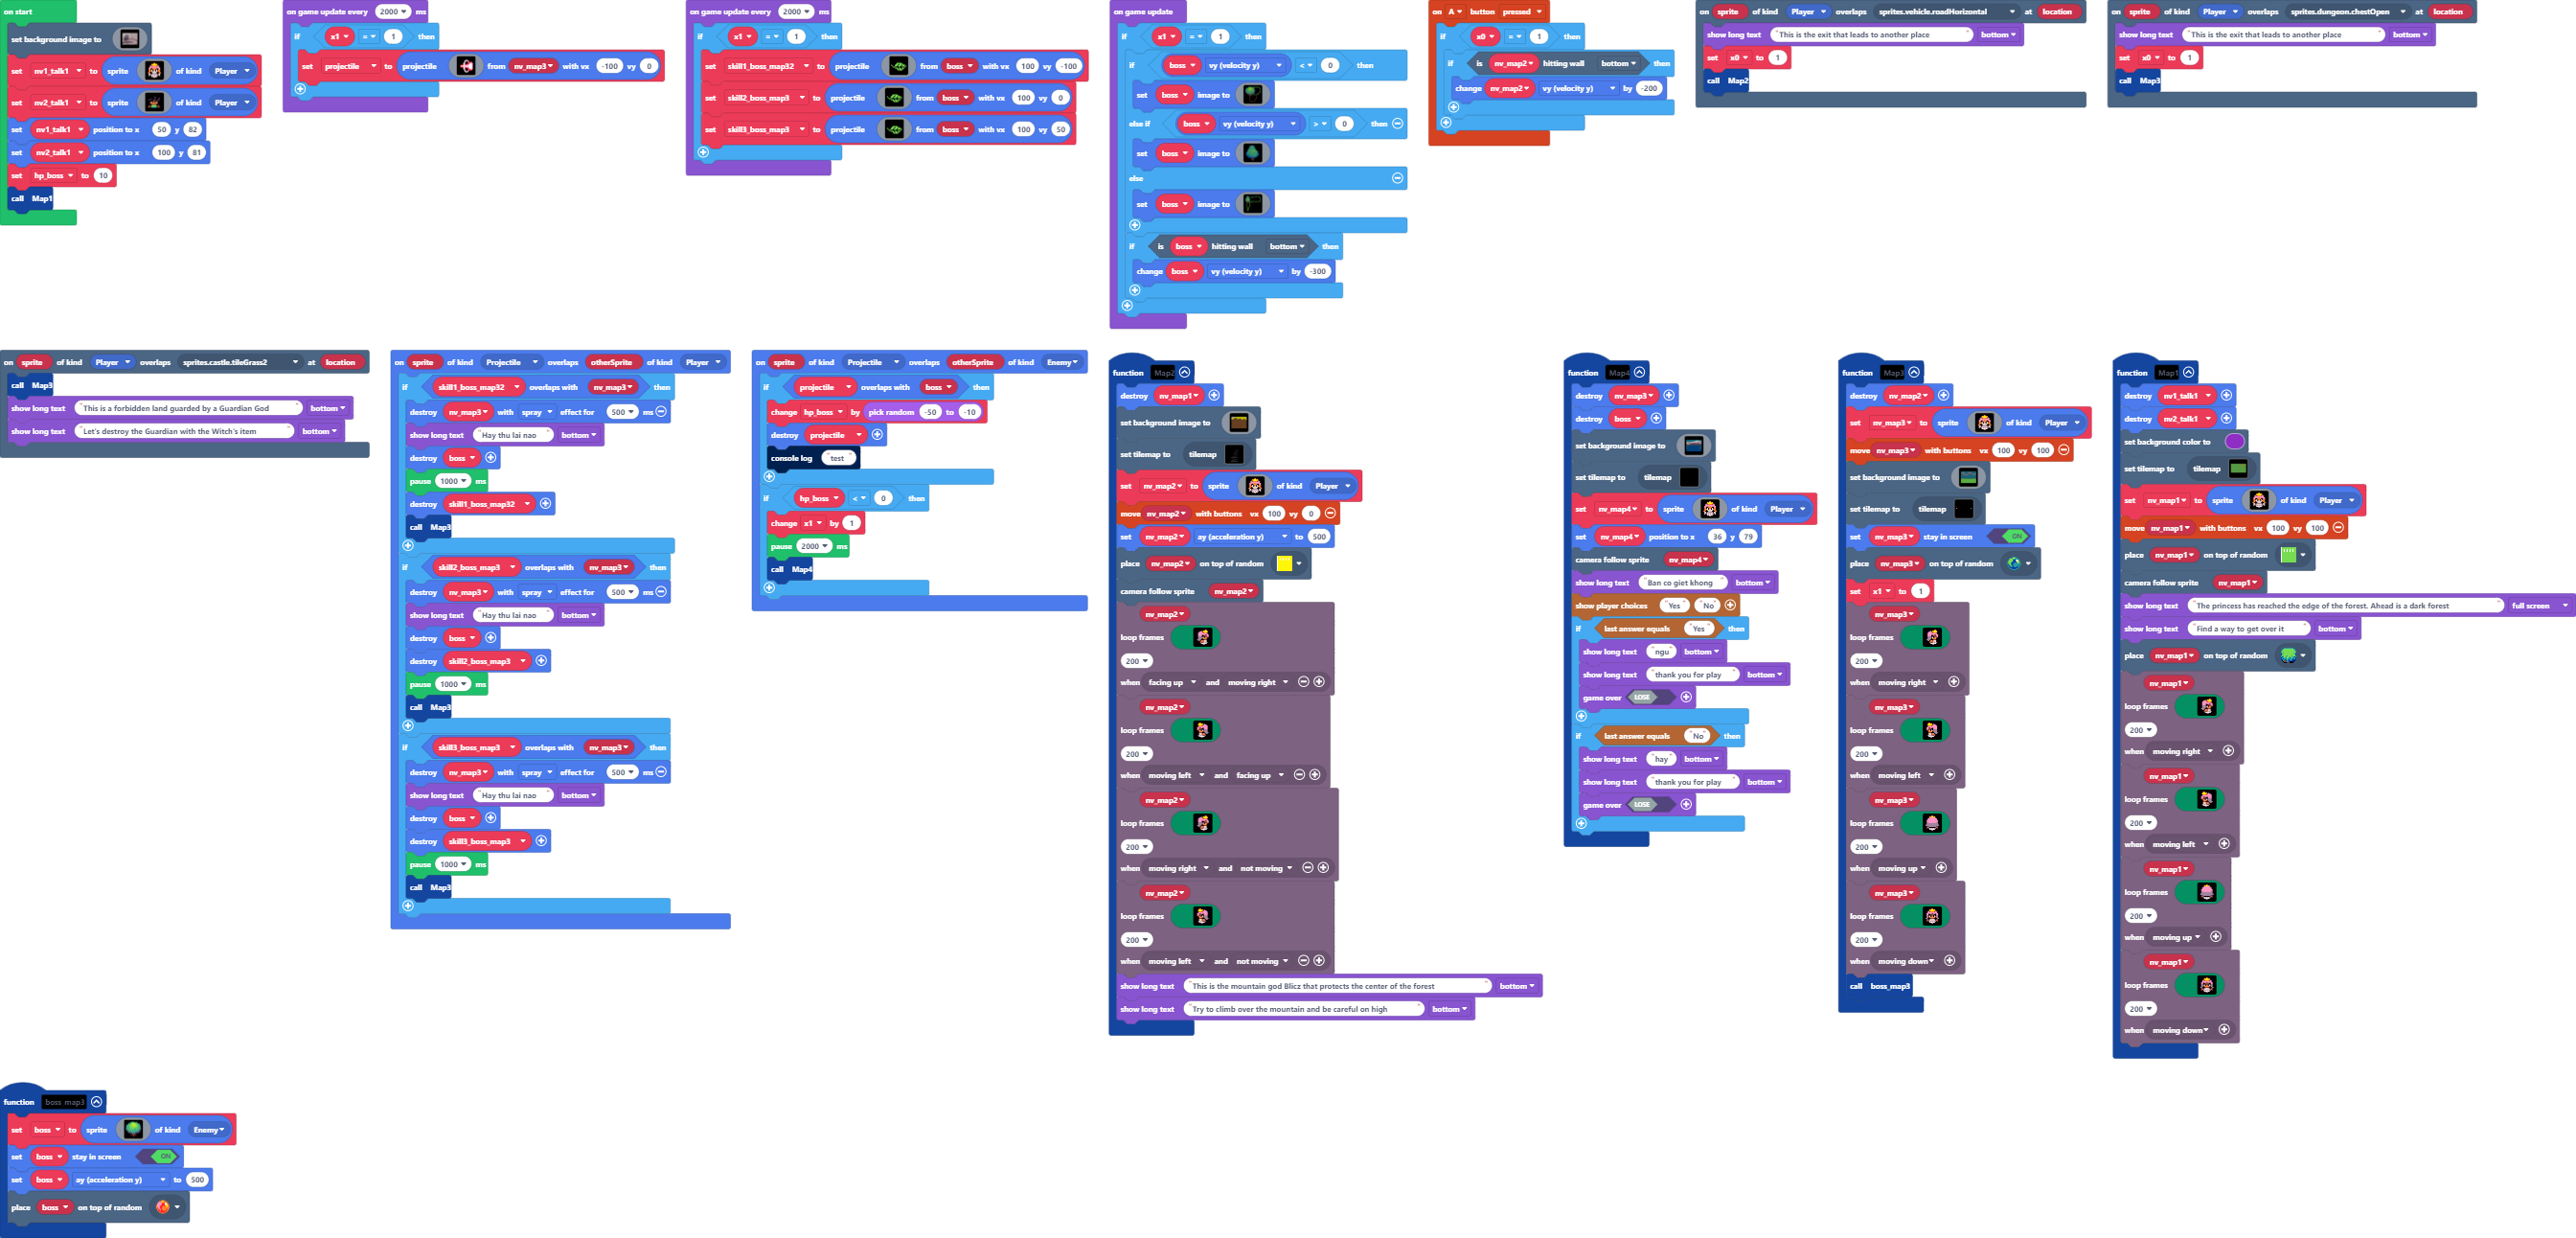 on start
set background image to
set nv1_talk1 to sprite of kind Player
set nv2_talk1 to sprite of kind Player
set nv1_talk1 position to x 50 y 82
set nv2_talk1 position to x 100 y 81
set hp_boss to 10
call Map1
on game update every 2000 ms
if x1 = 1 then
set projectile to projectile from nv_map3 with vx -100 vy 0
on game update every 2000 ms
if x1 = 1 then
set skill1_boss_map32 to projectile from boss with vx 100 vy -100
set skill2_boss_map3 to projectile from boss with vx 100 vy 0
set skill3_boss_map3 to projectile from boss with vx 100 vy 50
on game update
if x1 = 1 then
if boss vy (velocity y) < 0 then
set boss image to
else if boss vy (velocity y) > 0 then
set boss image to
else
set boss image to
if is boss hitting wall bottom then
change boss vy (velocity y) by -300
on A button pressed
if x0 = 1 then
if is nv_map2 hitting wall bottom then
change nv_map2 vy (velocity y) by -200
on sprite of kind Player overlaps sprites.vehicle.roadHorizontal at location
show long text "This is the exit that leads to another place" bottom
set x0 to 1
call Map2
on sprite of kind Player overlaps sprites.dungeon.chestOpen at location
show long text "This is the exit that leads to another place" bottom
set x0 to 1
call Map3
on sprite of kind Player overlaps sprites.castle.tileGrass2 at location
call Map3
show long text "This is a forbidden land guarded by a Guardian God" bottom
show long text "Let's destroy the Guardian with the Witch's item" bottom
on sprite of kind Projectile overlaps otherSprite of kind Player
if skill1_boss_map32 overlaps with nv_map3 then
destroy nv_map3 with spray effect for 500 ms
show long text "Hay thu lai nao" bottom
destroy boss
pause 1000 ms
destroy skill1_boss_map32
call Map3
if skill2_boss_map3 overlaps with nv_map3 then
destroy nv_map3 with spray effect for 500 ms
show long text "Hay thu lai nao" bottom
destroy boss
destroy skill2_boss_map3
pause 1000 ms
call Map3
if skill3_boss_map3 overlaps with nv_map3 then
destroy nv_map3 with spray effect for 500 ms
show long text "Hay thu lai nao" bottom
destroy boss
destroy skill3_boss_map3
pause 1000 ms
call Map3
on sprite of kind Projectile overlaps otherSprite of kind Enemy
if projectile overlaps with boss then
change hp_boss by pick random -50 to -10
destroy projectile
console log "test"
if hp_boss < 0 then
change x1 by 1
pause 2000 ms
call Map4
function Map2
destroy nv_map1
set background image to
set tilemap to tilemap
set nv_map2 to sprite of kind Player
move nv_map2 with buttons vx 100 vy 0
set nv_map2 ay (acceleration y) to 500
place nv_map2 on top of random
camera follow sprite nv_map2
nv_map2
loop frames
200
when facing up and moving right
nv_map2
loop frames
200
when moving left and facing up
nv_map2
loop frames
200
when moving right and not moving
nv_map2
loop frames
200
when moving left and not moving
show long text "This is the mountain god Blicz that protects the center of the forest" bottom
show long text "Try to climb over the mountain and be careful on high" bottom
function Map4
destroy nv_map3
destroy boss
set background image to
set tilemap to tilemap
set nv_map4 to sprite of kind Player
set nv_map4 position to x 36 y 79
camera follow sprite nv_map4
show long text "Ban co giet khong" bottom
show player choices "Yes" "No"
if last answer equals "Yes" then
show long text "ngu" bottom
show long text "thank you for play" bottom
game over LOSE
if last answer equals "No" then
show long text "hay" bottom
show long text "thank you for play" bottom
game over LOSE
function Map3
destroy nv_map2
set nv_map3 to sprite of kind Player
move nv_map3 with buttons vx 100 vy 100
set background image to
set tilemap to tilemap
set nv_map3 stay in screen ON
place nv_map3 on top of random
set x1 to 1
nv_map3
loop frames
200
when moving right
nv_map3
loop frames
200
when moving left
nv_map3
loop frames
200
when moving up
nv_map3
loop frames
200
when moving down
call boss_map3
function Map1
destroy nv1_talk1
destroy nv2_talk1
set background color to
set tilemap to tilemap
set nv_map1 to sprite of kind Player
move nv_map1 with buttons vx 100 vy 100
place nv_map1 on top of random
camera follow sprite nv_map1
show long text "The princess has reached the edge of the forest. Ahead is a dark forest" full screen
show long text "Find a way to get over it" bottom
place nv_map1 on top of random
nv_map1
loop frames
200
when moving right
nv_map1
loop frames
200
when moving left
nv_map1
loop frames
200
when moving up
nv_map1
loop frames
200
when moving down
function boss map3
set boss to sprite of kind Enemy
set boss stay in screen ON
set boss ay (acceleration y) to 500
place boss on top of random